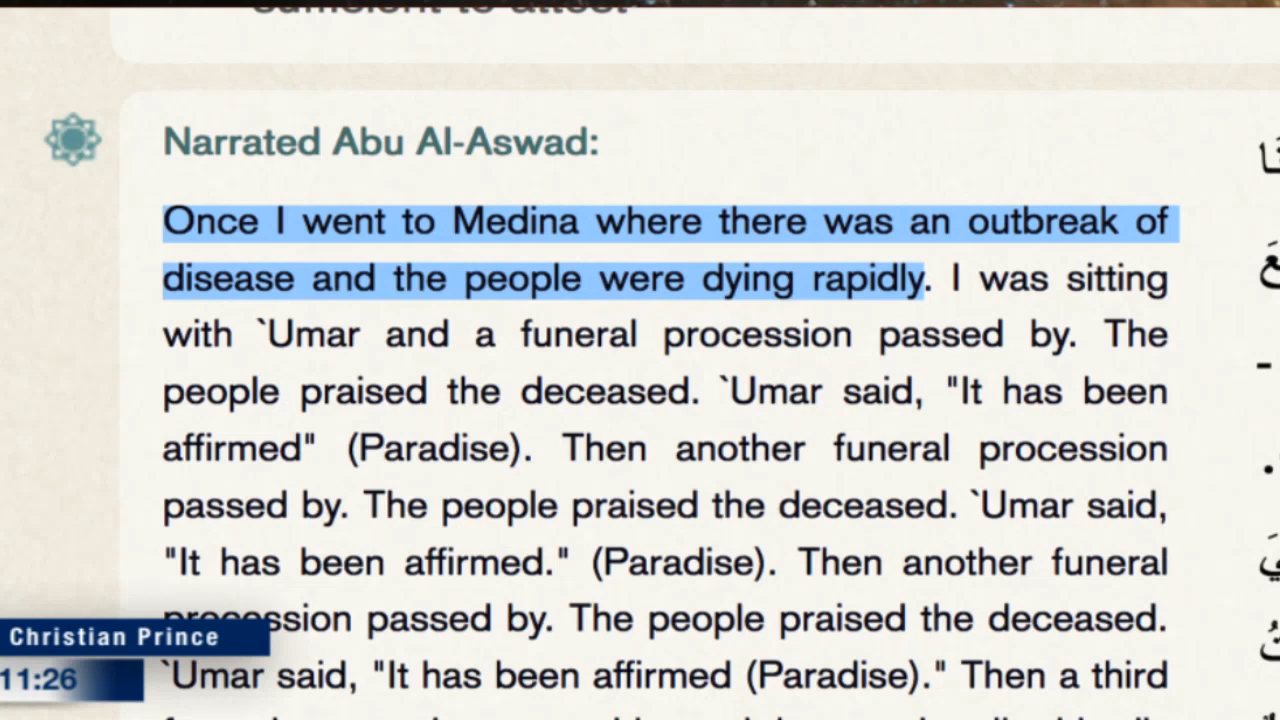 sufficient to attest
Narrated Abu Al-Aswad:
Once I went to Medina where there was an outbreak of
disease and the people were dying rapidly. I was sitting
with `Umar and a funeral procession passed by. The
people praised the deceased. `Umar said, "It has been
affirmed" (Paradise). Then another funeral procession
passed by. The people praised the deceased. `Umar said,
"It has been affirmed." (Paradise). Then another funeral
procession passed by. The people praised the deceased.
Christian Prince
`Umar said, "It has been affirmed (Paradise)." Then a third
11:26